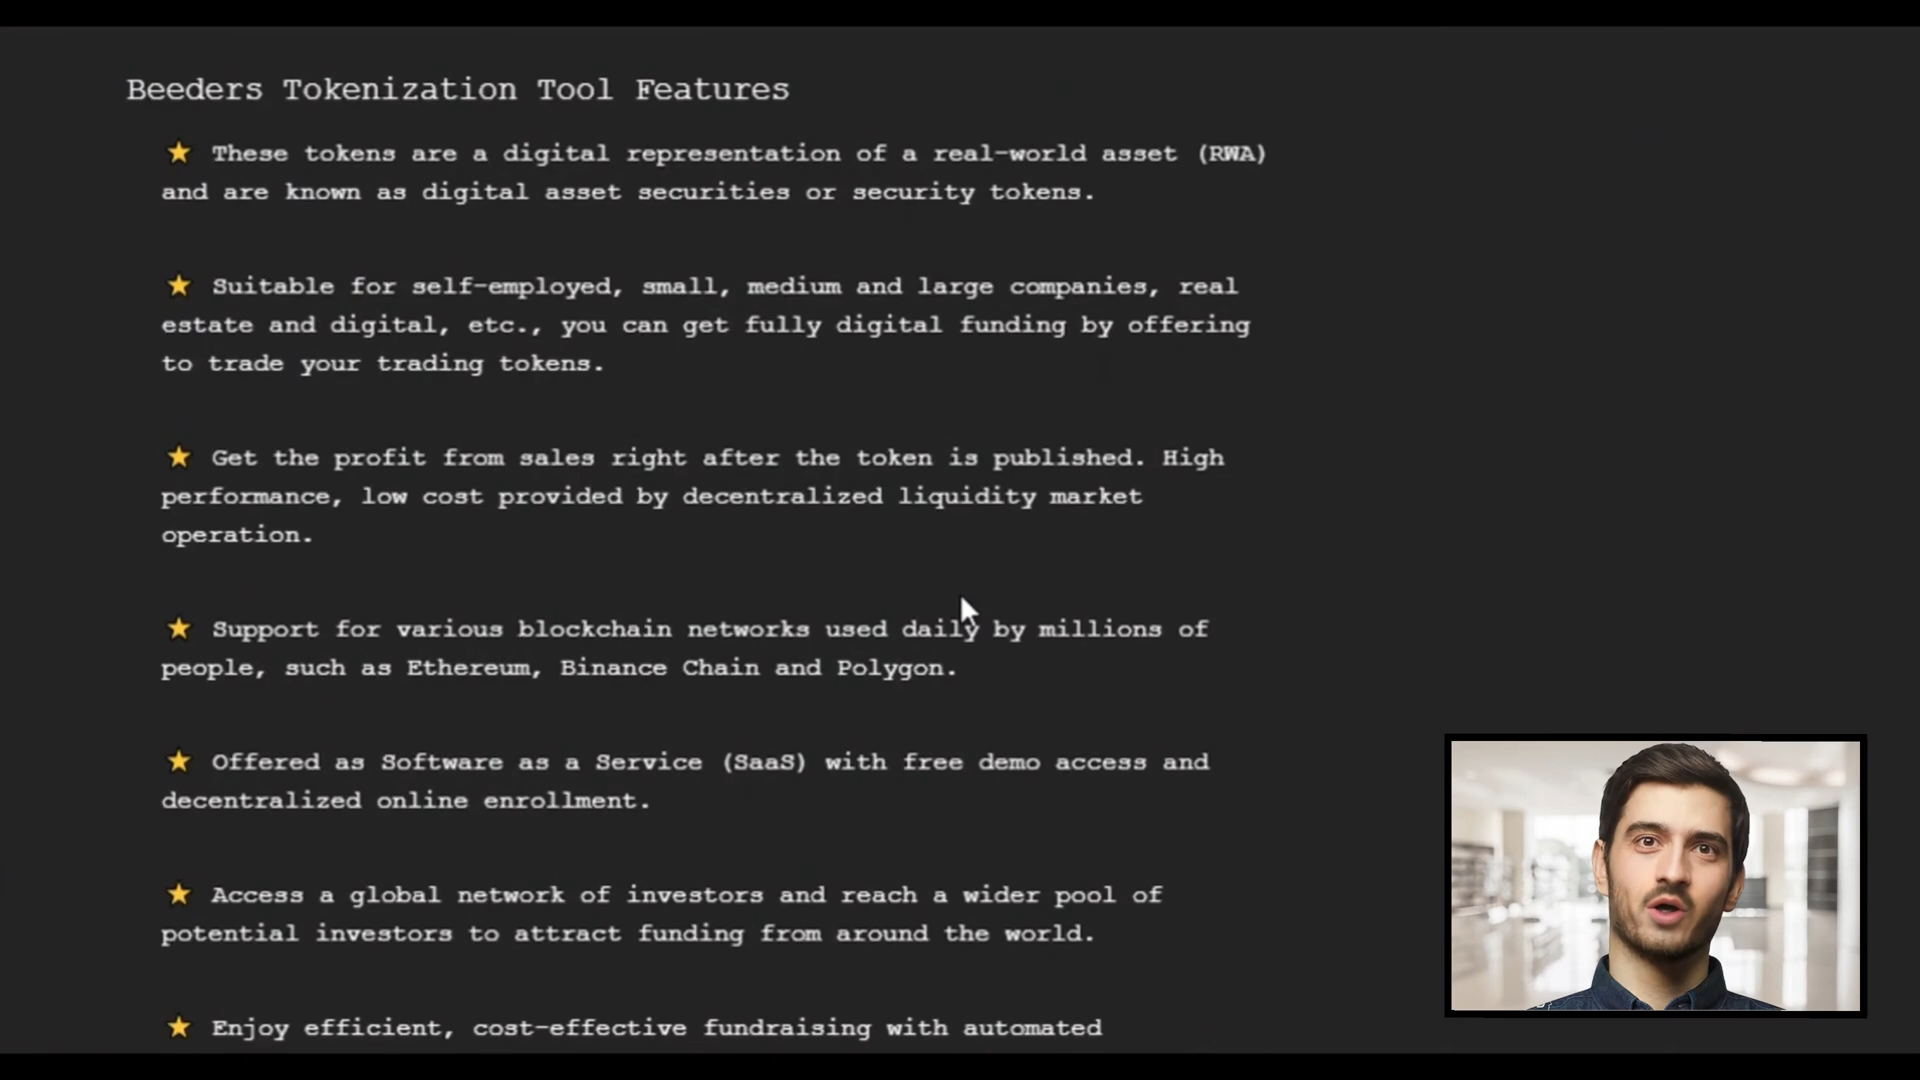 Beeders Tokenization Tool Features
⭐ These tokens are a digital representation of a real-world asset (RWA)
and are known as digital asset securities or security tokens.
⭐ Suitable for self-employed, small, medium and large companies, real
estate and digital, etc., you can get fully digital funding by offering
to trade your trading tokens.
⭐ Get the profit from sales right after the token is published. High
performance, low cost provided by decentralized liquidity market
operation.
⭐ Support for various blockchain networks used daily by millions of
people, such as Ethereum, Binance Chain and Polygon.
⭐ Offered as Software as a Service (SaaS) with free demo access and
decentralized online enrollment.
⭐ Access a global network of investors and reach a wider pool of
potential investors to attract funding from around the world.
⭐ Enjoy efficient, cost-effective fundraising with automated